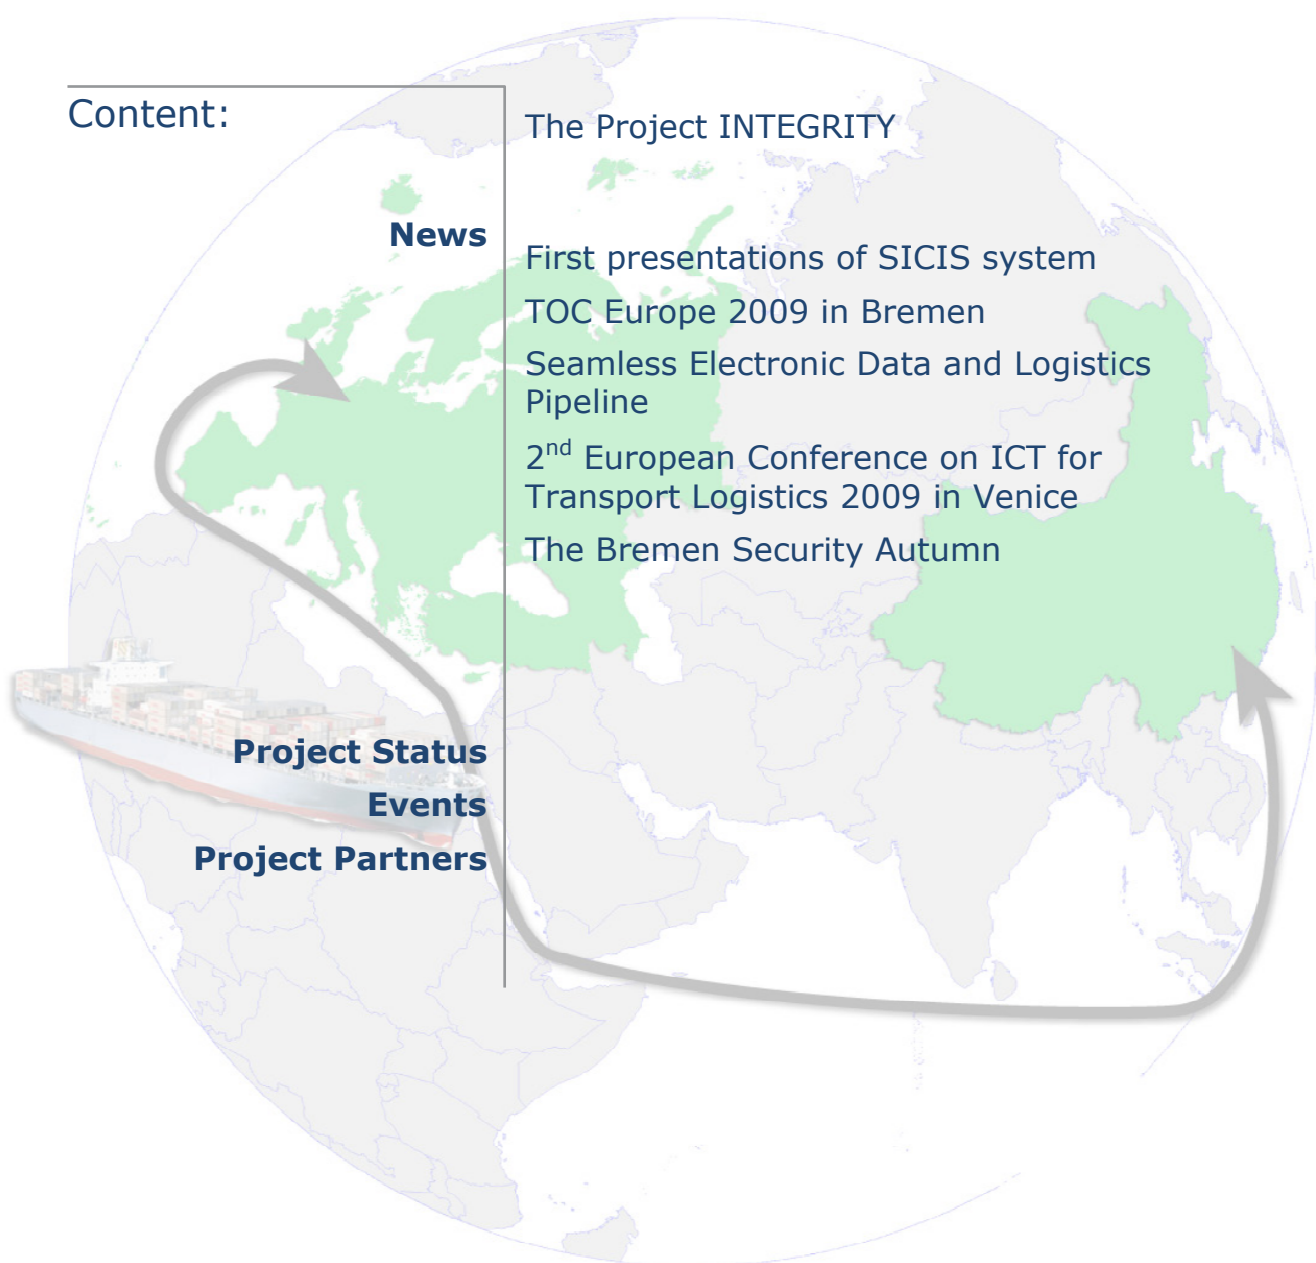 Content:
The Project INTEGRITY
News
First presentations of SICIS system
TOC Europe 2009 in Bremen
Seamless Electronic Data and Logistics
Pipeline
2nd European Conference on ICT for
Transport Logistics 2009 in Venice
The Bremen Security Autumn
Project Status
Events
Project Partners